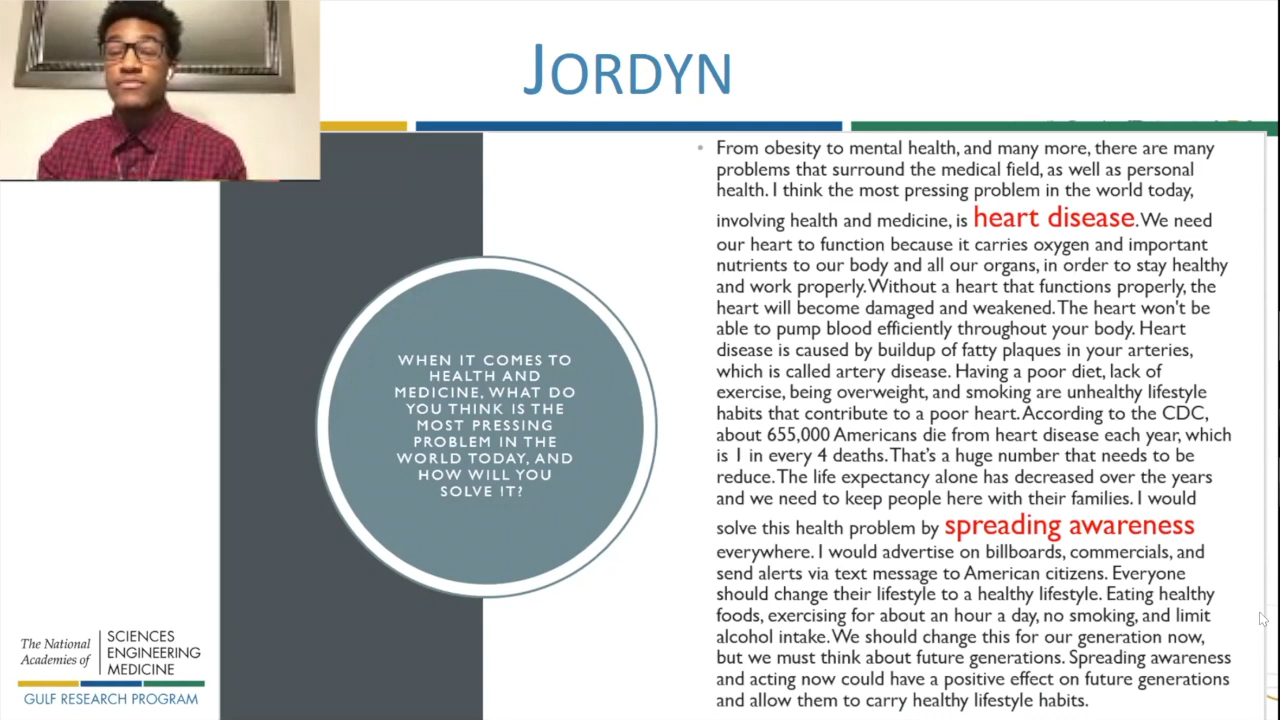 JORDYN
WHEN IT COMES TO
HEALTH AND
MEDICINE, WHAT DO
YOU THINK IS THE
MOST PRESSING
PROBLEM IN THE
WORLD TODAY, AND
HOW WILL YOU
SOLVE IT?
From obesity to mental health, and many more, there are many
problems that surround the medical field, as well as personal
health. I think the most pressing problem in the world today,
involving health and medicine, is heart disease. We need
our heart to function because it carries oxygen and important
nutrients to our body and all our organs, in order to stay healthy
and work properly. Without a heart that functions properly, the
heart will become damaged and weakened. The heart won't be
able to pump blood efficiently throughout your body. Heart
disease is caused by buildup of fatty plaques in your arteries,
which is called artery disease. Having a poor diet, lack of
exercise, being overweight, and smoking are unhealthy lifestyle
habits that contribute to a poor heart. According to the CDC,
about 655,000 Americans die from heart disease each year, which
is 1 in every 4 deaths. That's a huge number that needs to be
reduce. The life expectancy alone has decreased over the years
and we need to keep people here with their families. I would
solve this health problem by spreading awareness
everywhere. I would advertise on billboards, commercials, and
send alerts via text message to American citizens. Everyone
should change their lifestyle to a healthy lifestyle. Eating healthy
foods, exercising for about an hour a day, no smoking, and limit
alcohol intake. We should change this for our generation now,
but we must think about future generations. Spreading awareness
and acting now could have a positive effect on future generations
and allow them to carry healthy lifestyle habits.
The National
Academies of
SCIENCES
ENGINEERING
MEDICINE
GULF RESEARCH PROGRAM